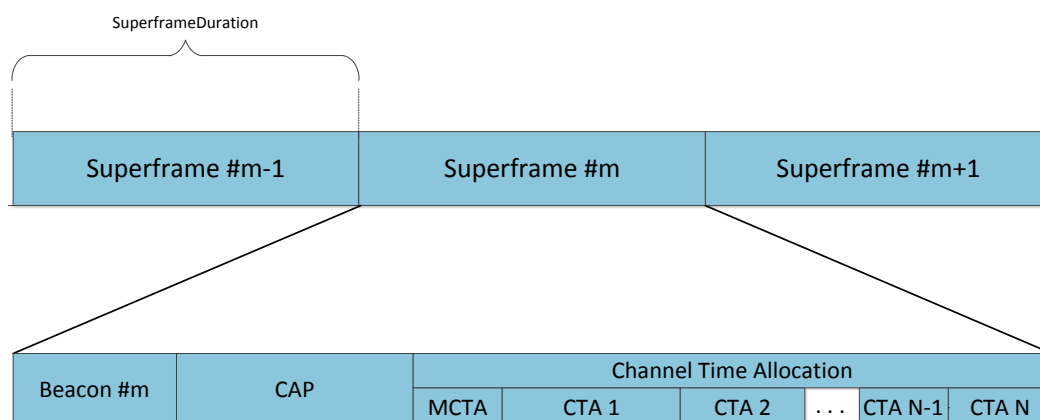 SuperframeDuration
Superframe #m-1
Superframe #m
Superframe #m+1
Beacon #m
CAP
Channel Time Allocation
MCTA
CTA 1
CTA 2
...
CTA N-1
CTA N